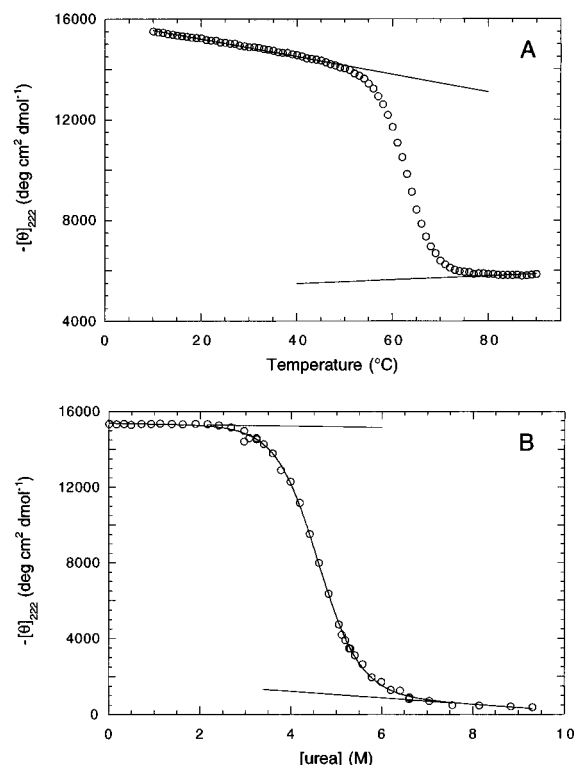 16000
A
12000
8000
4000
-[θ]₂₂₂ (deg cm² dmol⁻¹)
0 20 40 60 80
Temperature (°C)
16000
B
12000
8000
4000
0
-[θ]₂₂₂ (deg cm² dmol⁻¹)
0 2 4 6 8 10
[urea] (M)